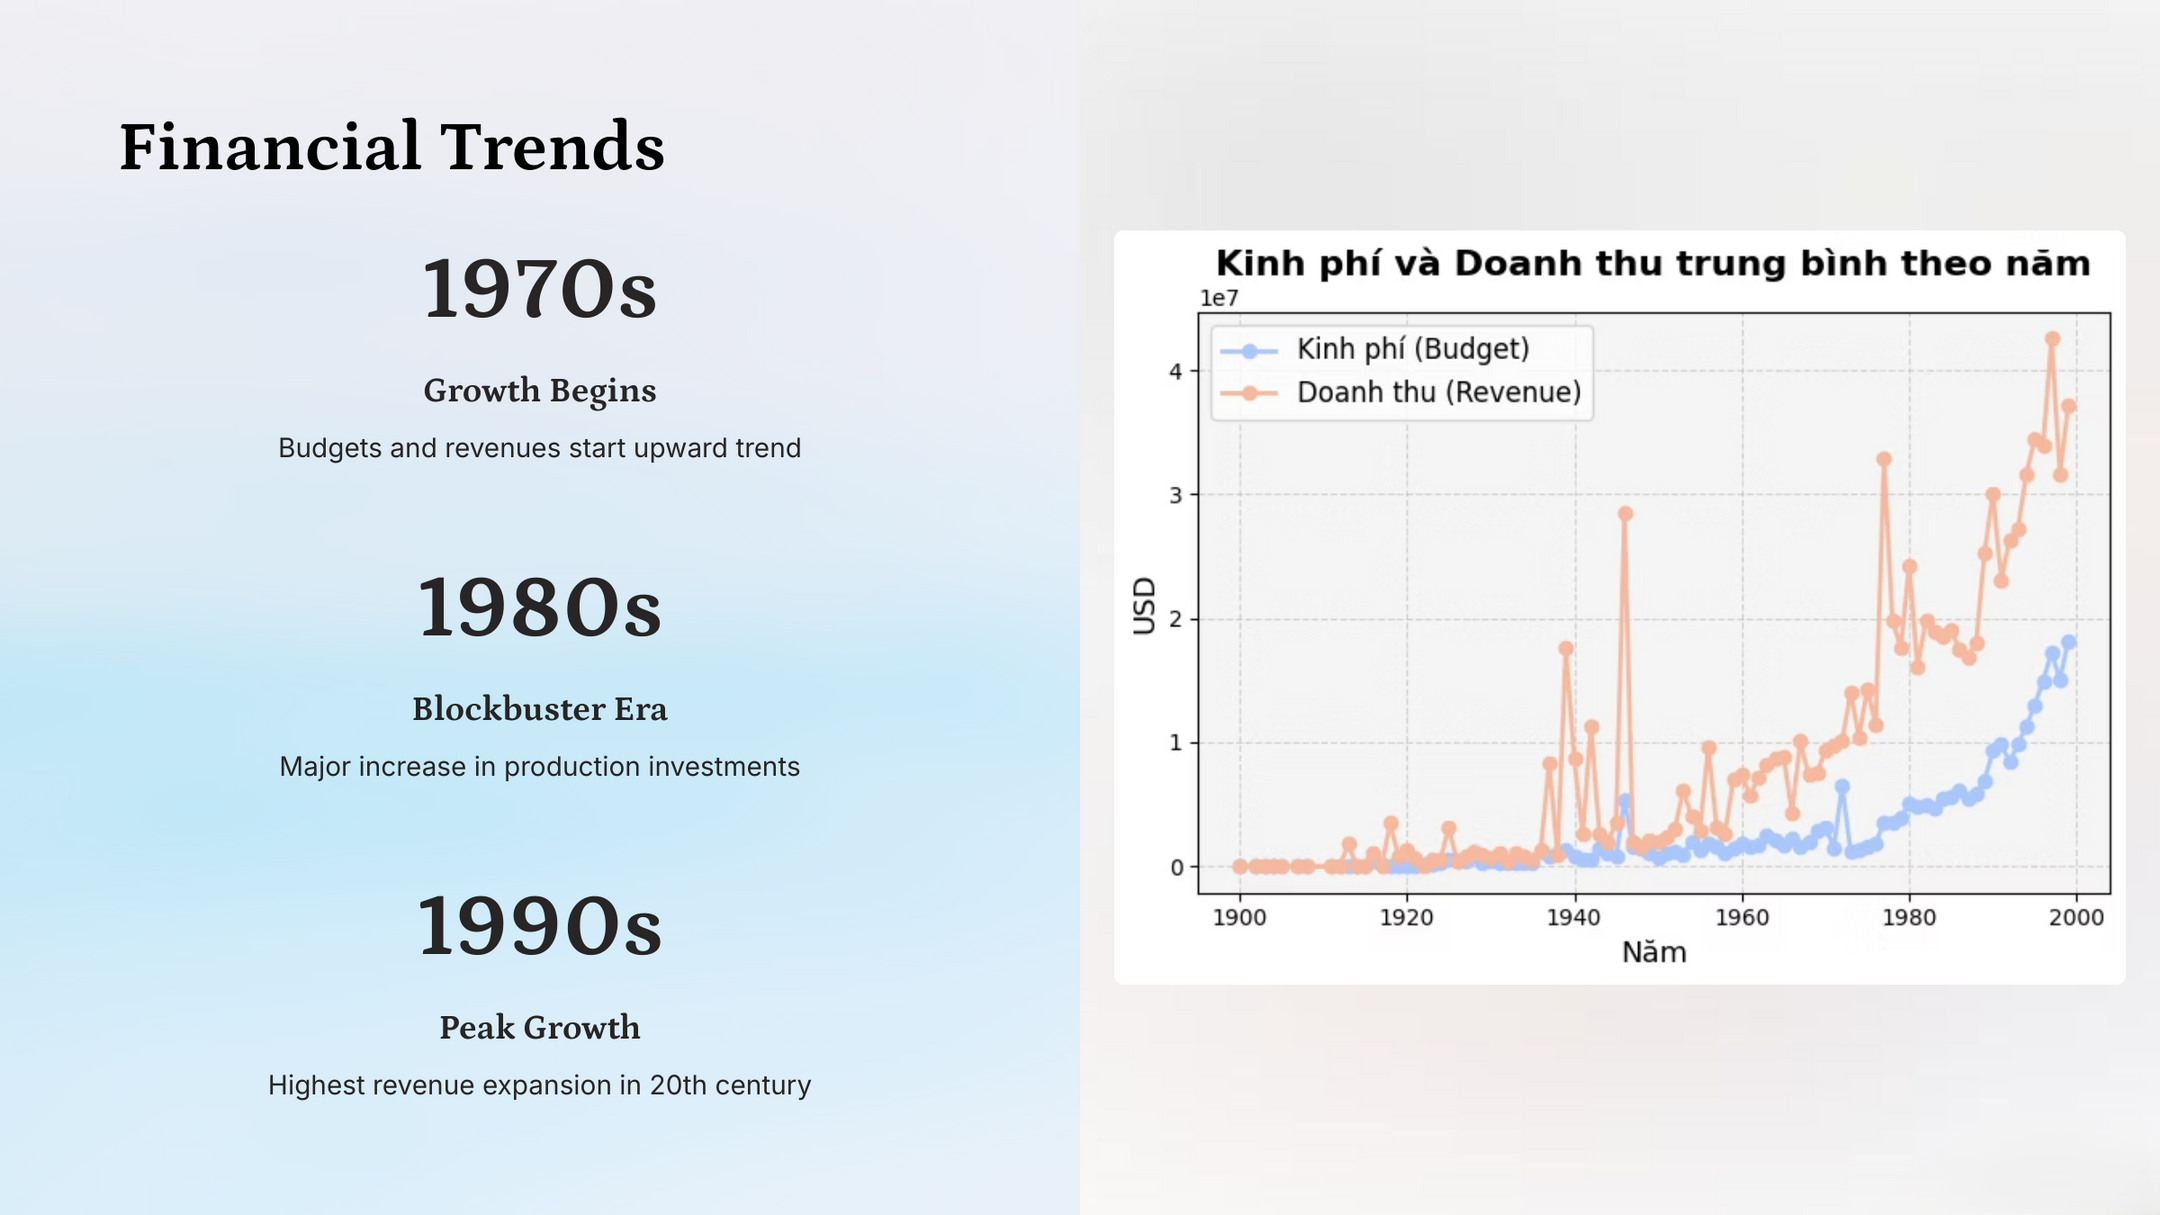 Financial Trends
1970s
Growth Begins
Budgets and revenues start upward trend
1980s
Blockbuster Era
Major increase in production investments
1990s
Peak Growth
Highest revenue expansion in 20th century
Kinh phí và Doanh thu trung bình theo năm
1e7
Kinh phí (Budget)
Doanh thu (Revenue)
4
3
2
1
0
USD
1900 1920 1940 1960 1980 2000
Năm